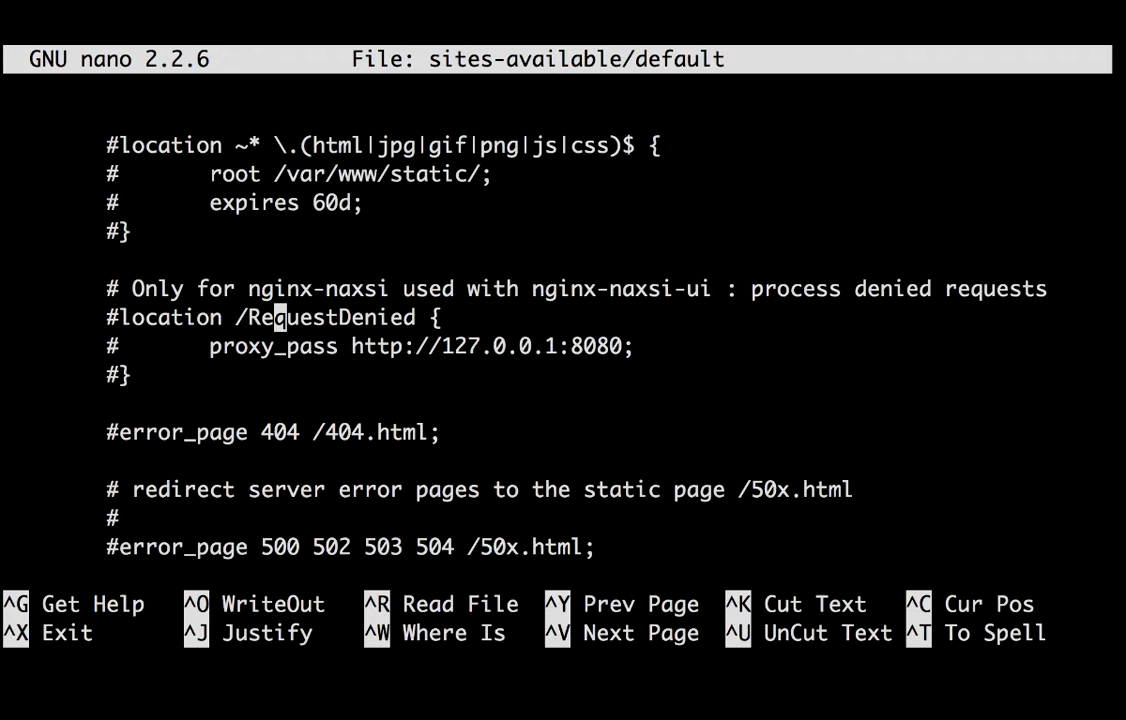 GNU nano 2.2.6 File: sites-available/default
#location ~* \.(html|jpg|gif|png|js|css)$ {
# root /var/www/static/;
# expires 60d;
#}
# Only for nginx-naxsi used with nginx-naxsi-ui : process denied requests
#location /RequestDenied {
# proxy_pass http://127.0.0.1:8080;
#}
#error_page 404 /404.html;
# redirect server error pages to the static page /50x.html
#
#error_page 500 502 503 504 /50x.html;
^G Get Help ^O WriteOut ^R Read File ^Y Prev Page ^K Cut Text ^C Cur Pos
^X Exit ^J Justify ^W Where Is ^V Next Page ^U UnCut Text ^T To Spell